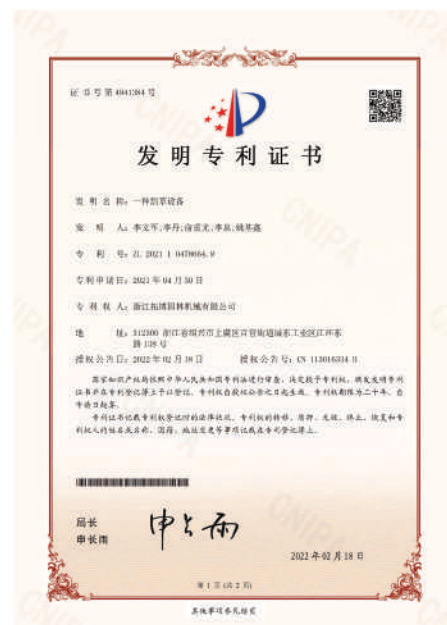 证书号第4941384号
发明专利证书
发 明 名 称：一种割草设备
发 明 人：李文军;李丹;俞苗尤;李泉;姚基鑫
专 利 号：ZL 2021 1 0478064.9
专利申请日：2021年04月30日
专 利 权 人：浙江拓博园林机械有限公司
地 址：312300 浙江省绍兴市上虞区百官街道城东工业区江环东
路 139号
授权公告日：2022年02月18日 授权公告号：CN 113016334 B
国家知识产权局依照中华人民共和国专利法进行审查，决定授予专利权，颁发发明专利
证书并在专利登记簿上予以登记。专利权自授权公告之日起生效。专利权期限为二十年，自
申请日起算。
专利证书记载专利权登记时的法律状况。专利权的转移、质押、无效、终止、恢复和专
利权人的姓名或名称、国籍、地址变更等事项记载在专利登记簿上。
局长
申长雨
申长雨
2022年02月18日
第 1 页 (共 2 页)
其他事项参见续页